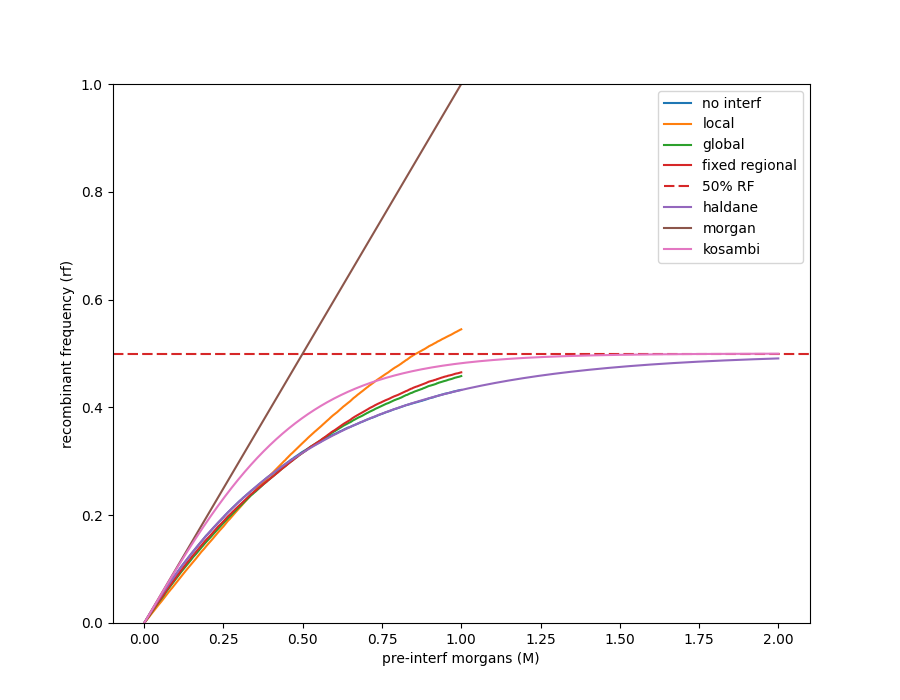 1.0
0.8
0.6
0.4
0.2
0.0
recombinant frequency (rf)
no interf
local
global
fixed regional
50% RF
haldane
morgan
kosambi
0.00 0.25 0.50 0.75 1.00 1.25 1.50 1.75 2.00
pre-interf morgans (M)